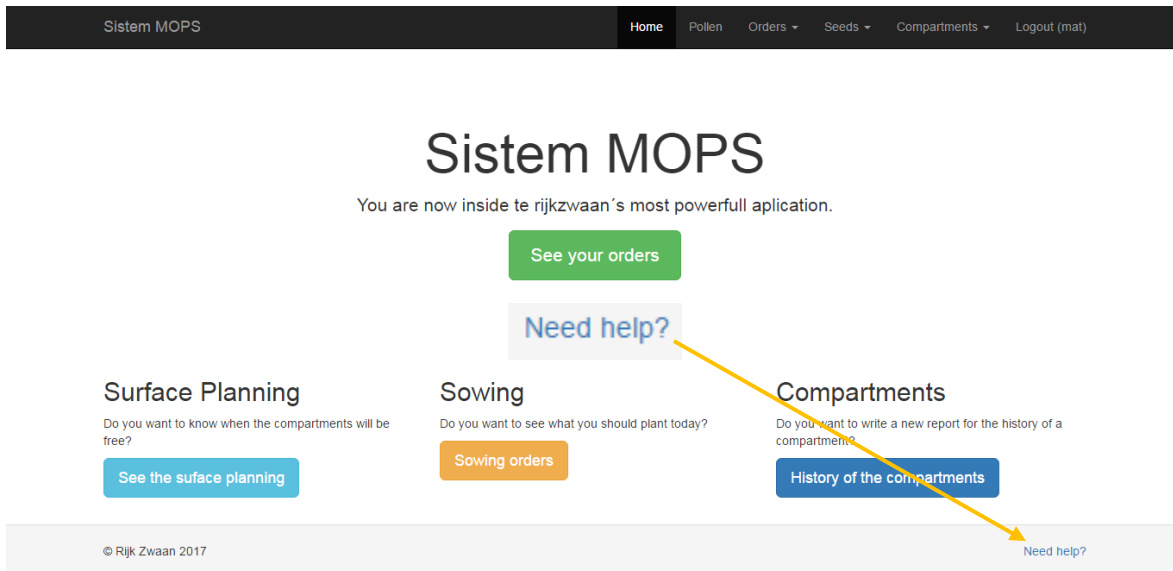 Sistem MOPS
Home
Pollen
Orders
Seeds
Compartments
Logout (mat)
Sistem MOPS
You are now inside te rijkzwaan´s most powerfull aplication.
See your orders
Need help?
Surface Planning
Do you want to know when the compartments will be
free?
See the suface planning
Sowing
Do you want to see what you should plant today?
Sowing orders
Compartments
Do you want to write a new report for the history of a
compartment?
History of the compartments
© Rijk Zwaan 2017
Need help?